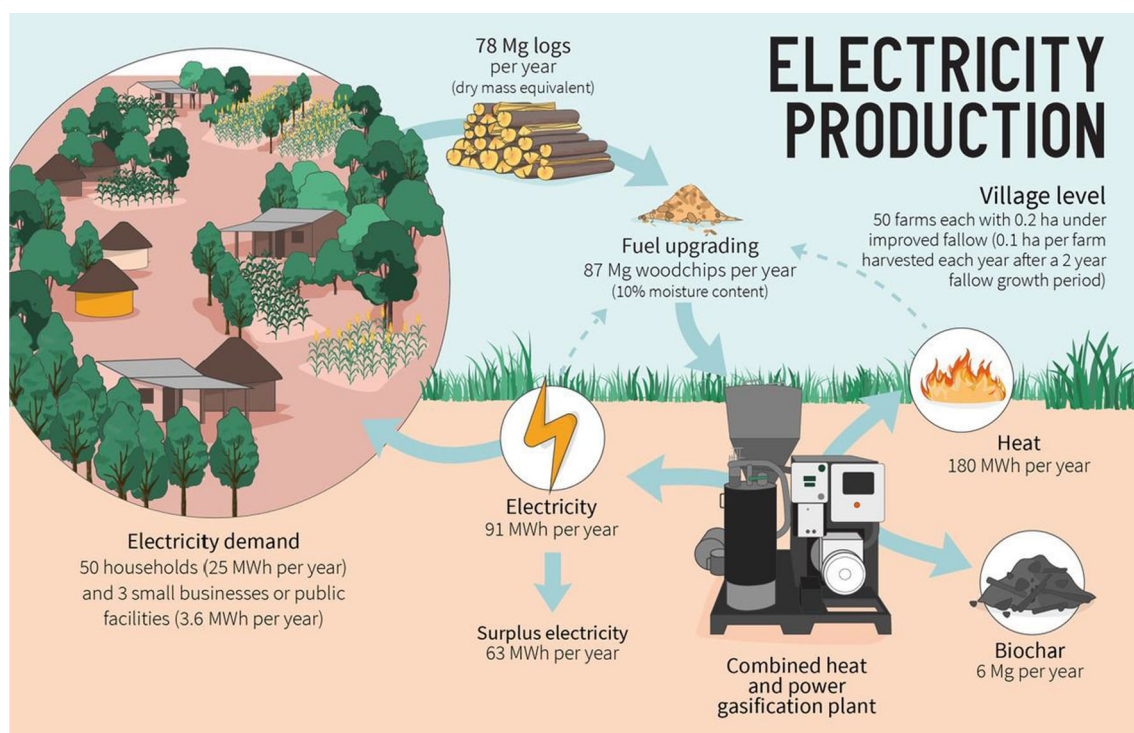 ELECTRICITY
PRODUCTION
78 Mg logs
per year
(dry mass equivalent)
Village level
50 farms each with 0.2 ha under
improved fallow (0.1 ha per farm
harvested each year after a 2 year
fallow growth period)
Fuel upgrading
87 Mg woodchips per year
(10% moisture content)
Heat
180 MWh per year
Electricity
91 MWh per year
Electricity demand
50 households (25 MWh per year)
and 3 small businesses or public
facilities (3.6 MWh per year)
Surplus electricity
63 MWh per year
Combined heat
and power
gasification plant
Biochar
6 Mg per year